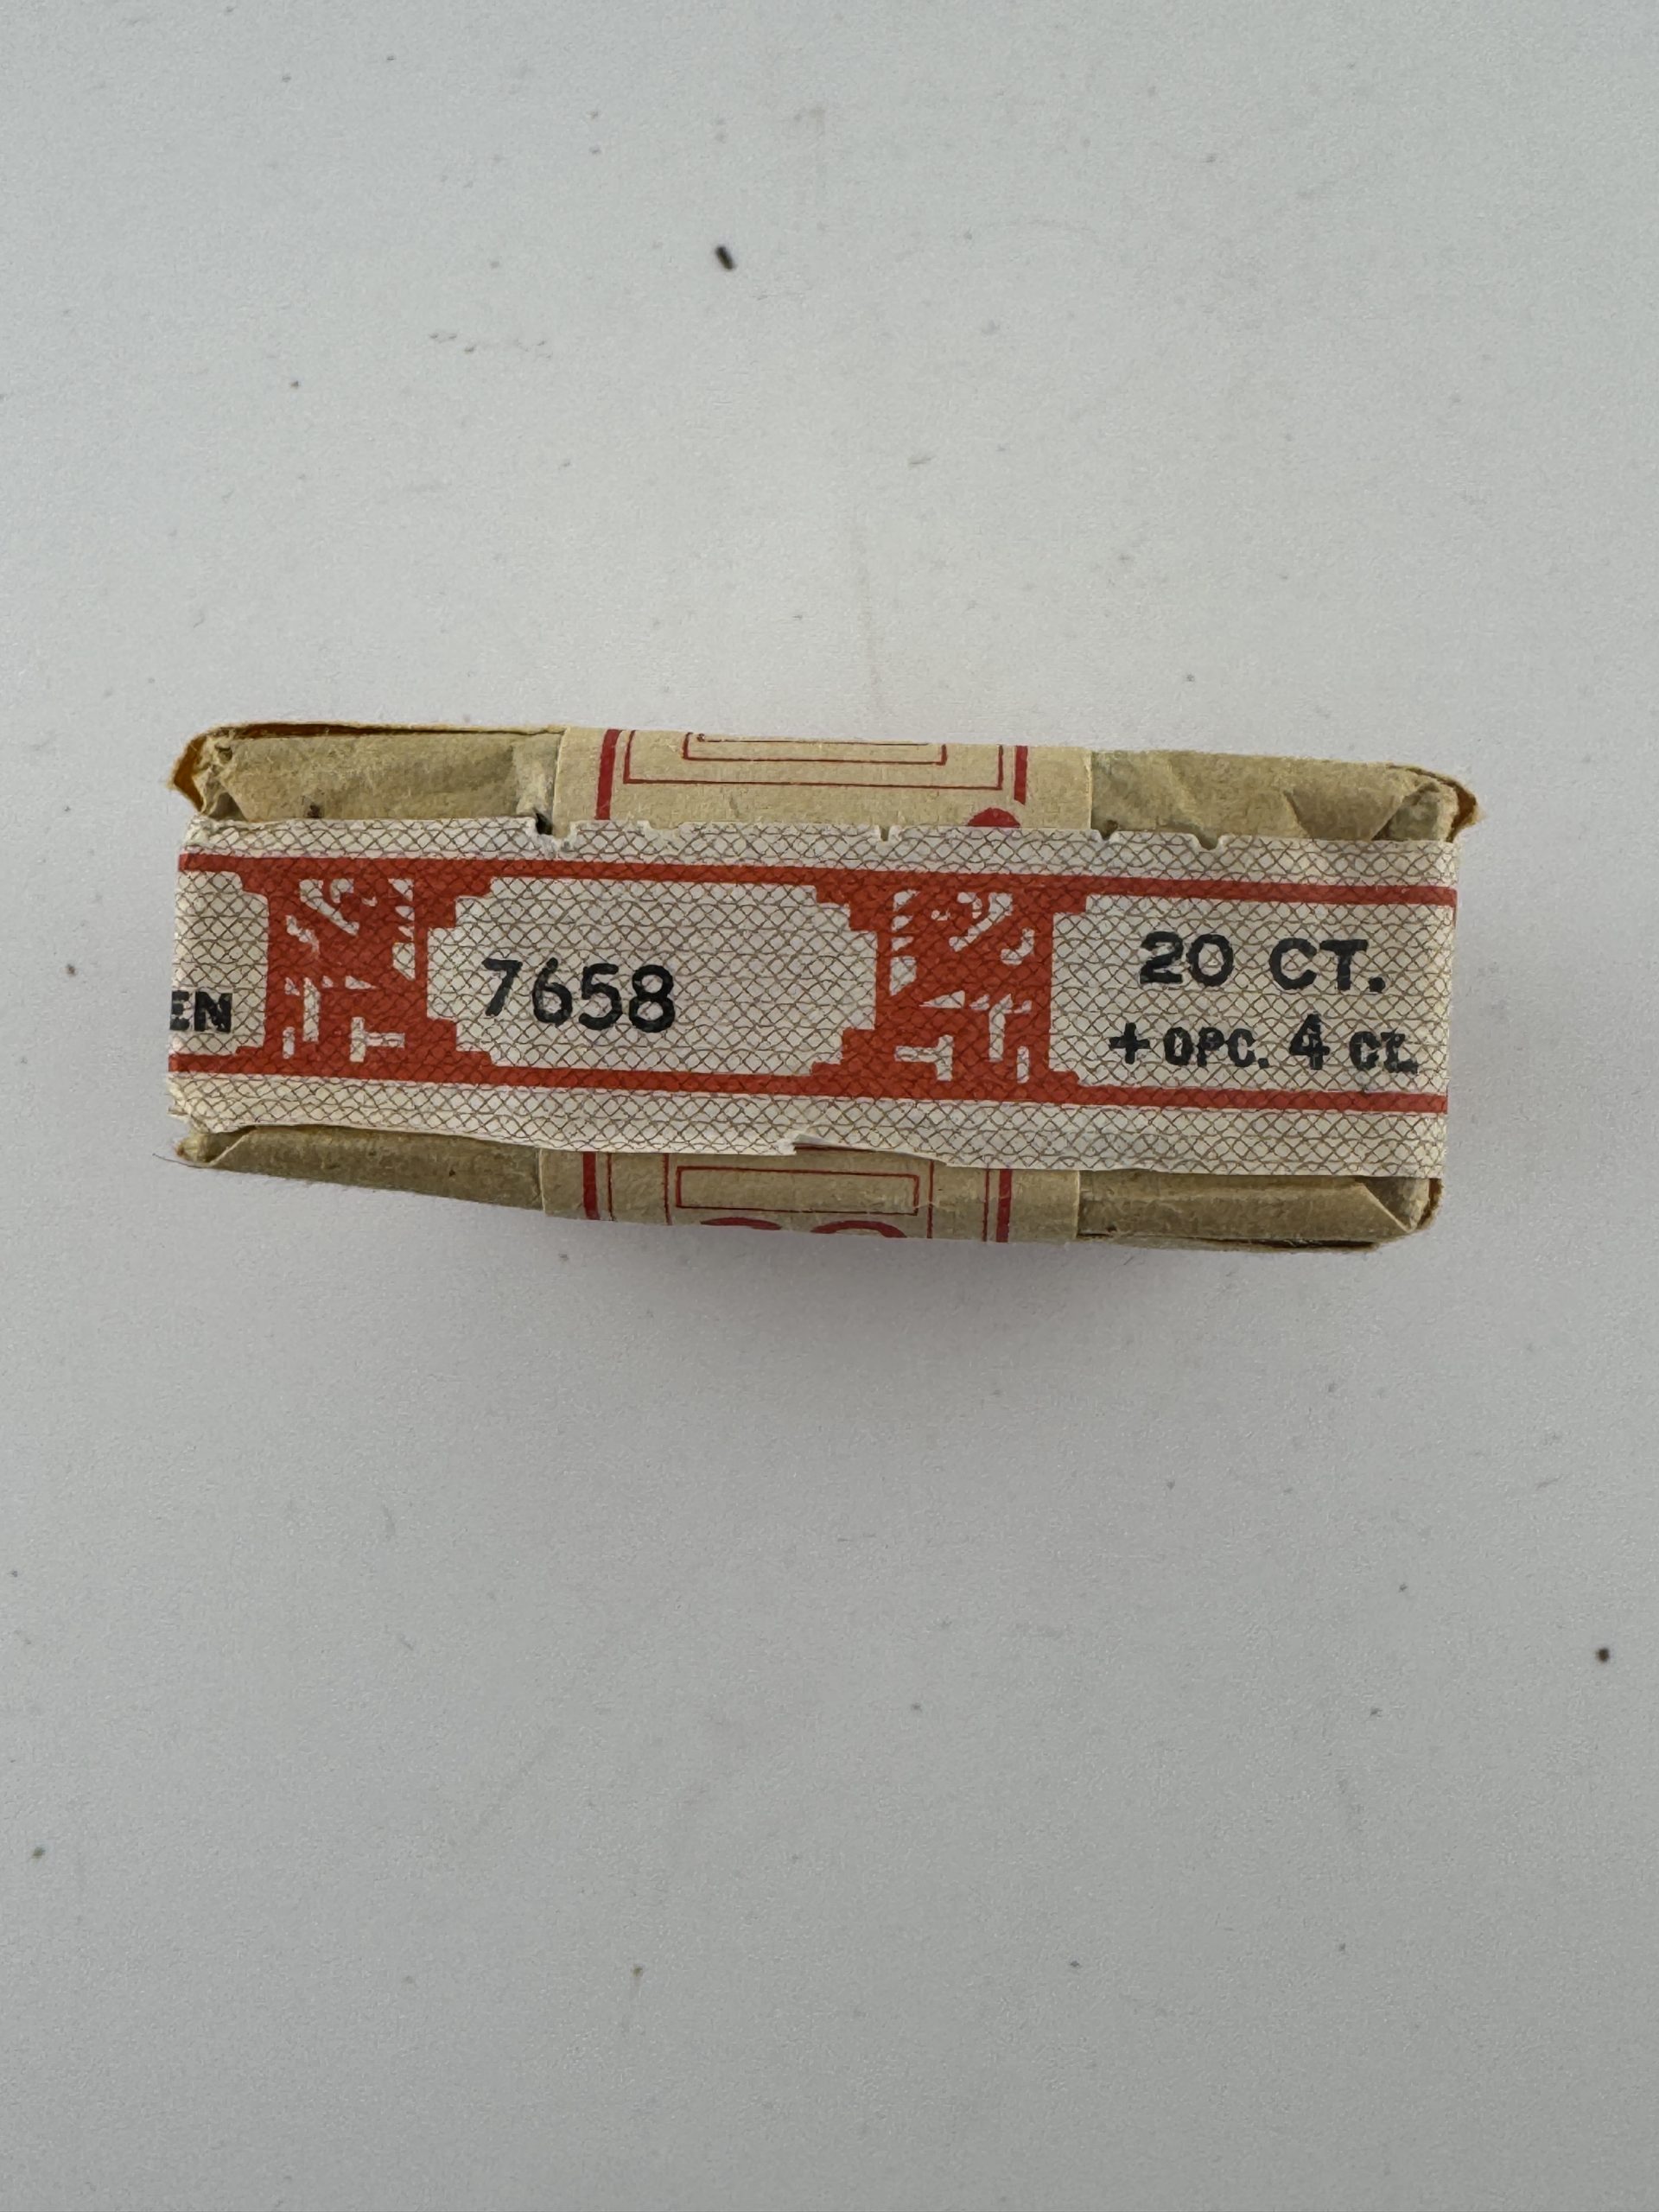 EN
7658
20 CT.
+ OPC. 4 CT.